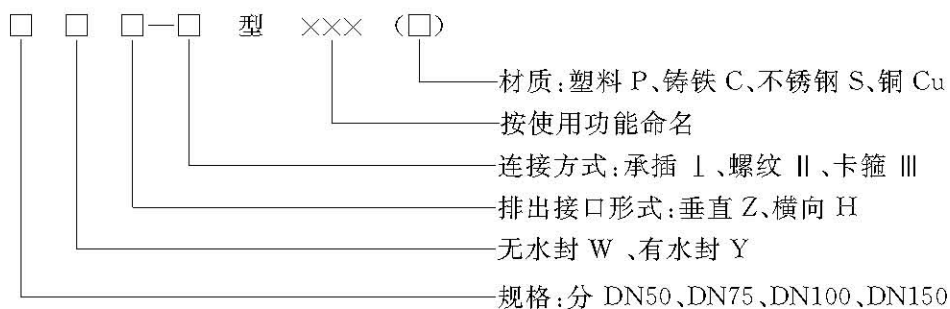 □ □ □—□ 型 ××× (□)
材质:塑料 P、铸铁 C、不锈钢 S、铜 Cu
按使用功能命名
连接方式:承插 Ⅰ、螺纹 Ⅱ、卡箍 Ⅲ
排出接口形式:垂直 Z、横向 H
无水封 W 、有水封 Y
规格:分 DN50、DN75、DN100、DN150